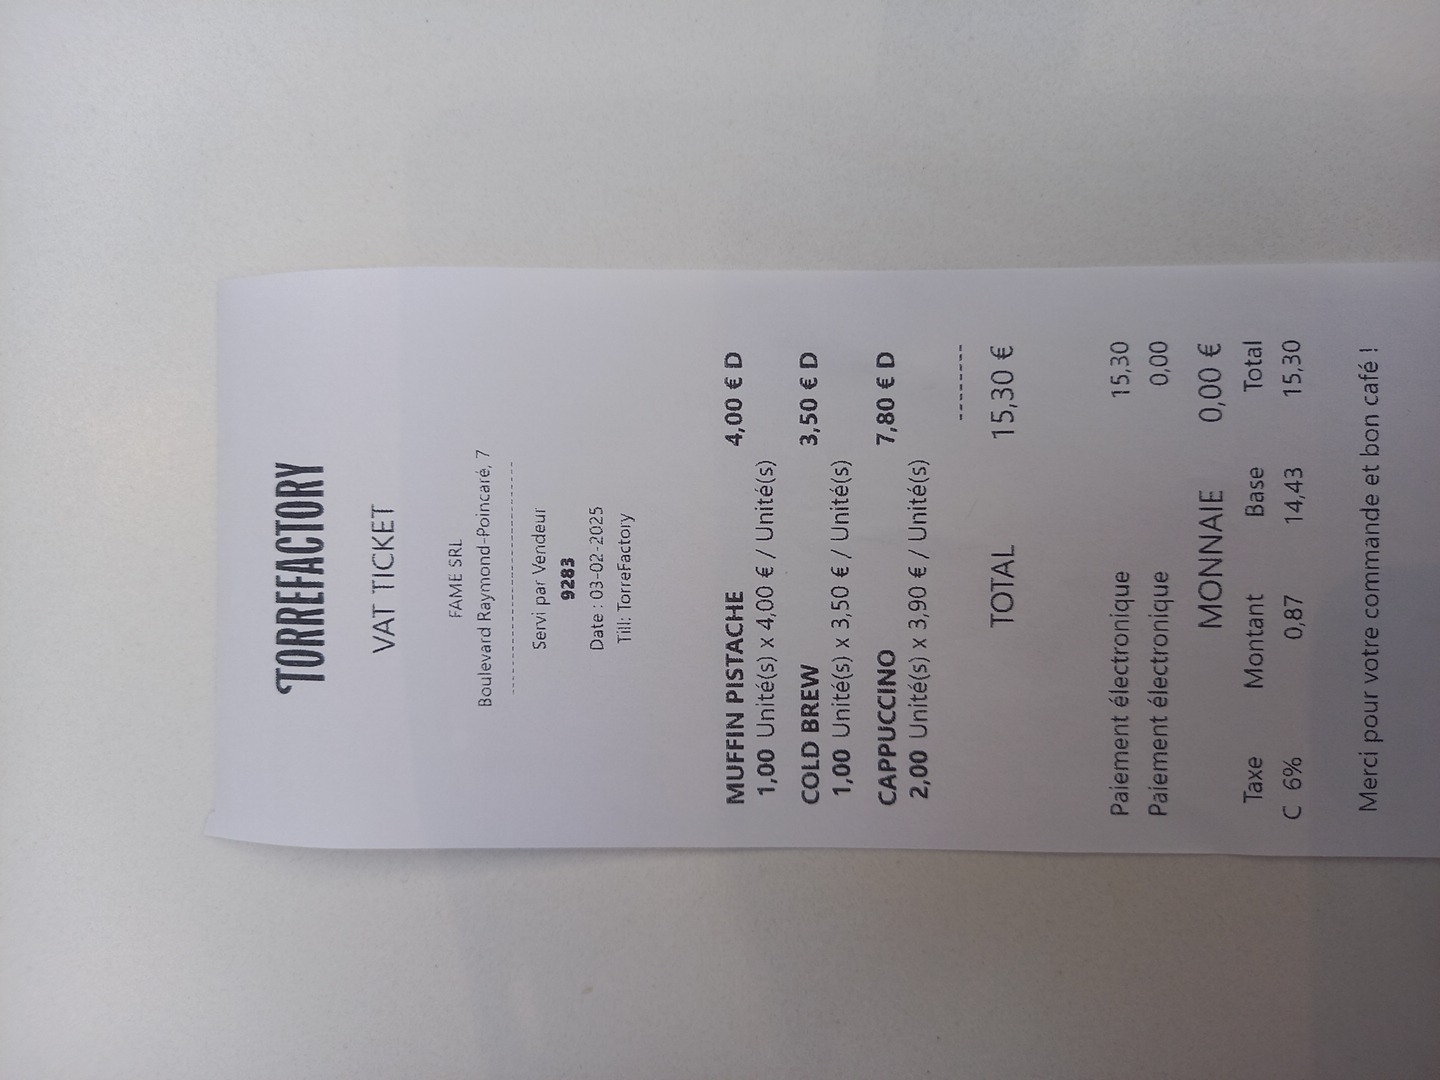 TORREFACTORY
VAT TICKET
FAME SRL
Boulevard Raymond-Poincaré, 7
--------------------------------
Servi par Vendeur
9283
Date : 03-02-2025
Till: TorreFactory
MUFFIN PISTACHE 4,00 € D
1,00 Unité(s) x 4,00 € / Unité(s)
COLD BREW 3,50 € D
1,00 Unité(s) x 3,50 € / Unité(s)
CAPPUCCINO 7,80 € D
2,00 Unité(s) x 3,90 € / Unité(s)
--------
TOTAL 15,30 €
Paiement électronique 15,30
Paiement électronique 0,00
MONNAIE 0,00 €
Taxe Montant Base Total
C 6% 0,87 14,43 15,30
Merci pour votre commande et bon café !